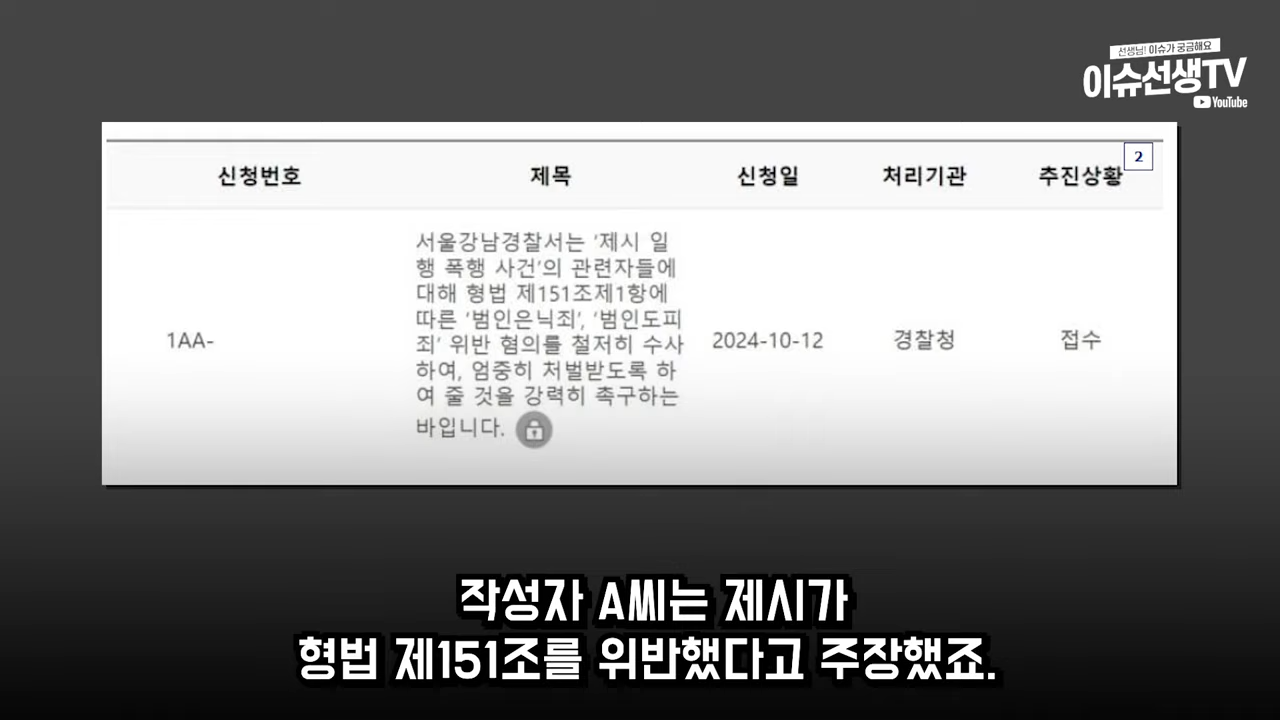 선생님! 이슈가 궁금해요
이슈선생TV
YouTube
2
신청번호 제목 신청일 처리기관 추진상황
서울강남경찰서는 '제시 일
행 폭행 사건'의 관련자들에
대해 형법 제151조제1항에
따른 '범인은닉죄', '범인도피
죄' 위반 혐의를 철저히 수사
하여, 엄중히 처벌받도록 하
여 줄 것을 강력히 촉구하는
바입니다.
1AA- 2024-10-12 경찰청 접수
작성자 A씨는 제시가
형법 제151조를 위반했다고 주장했죠.